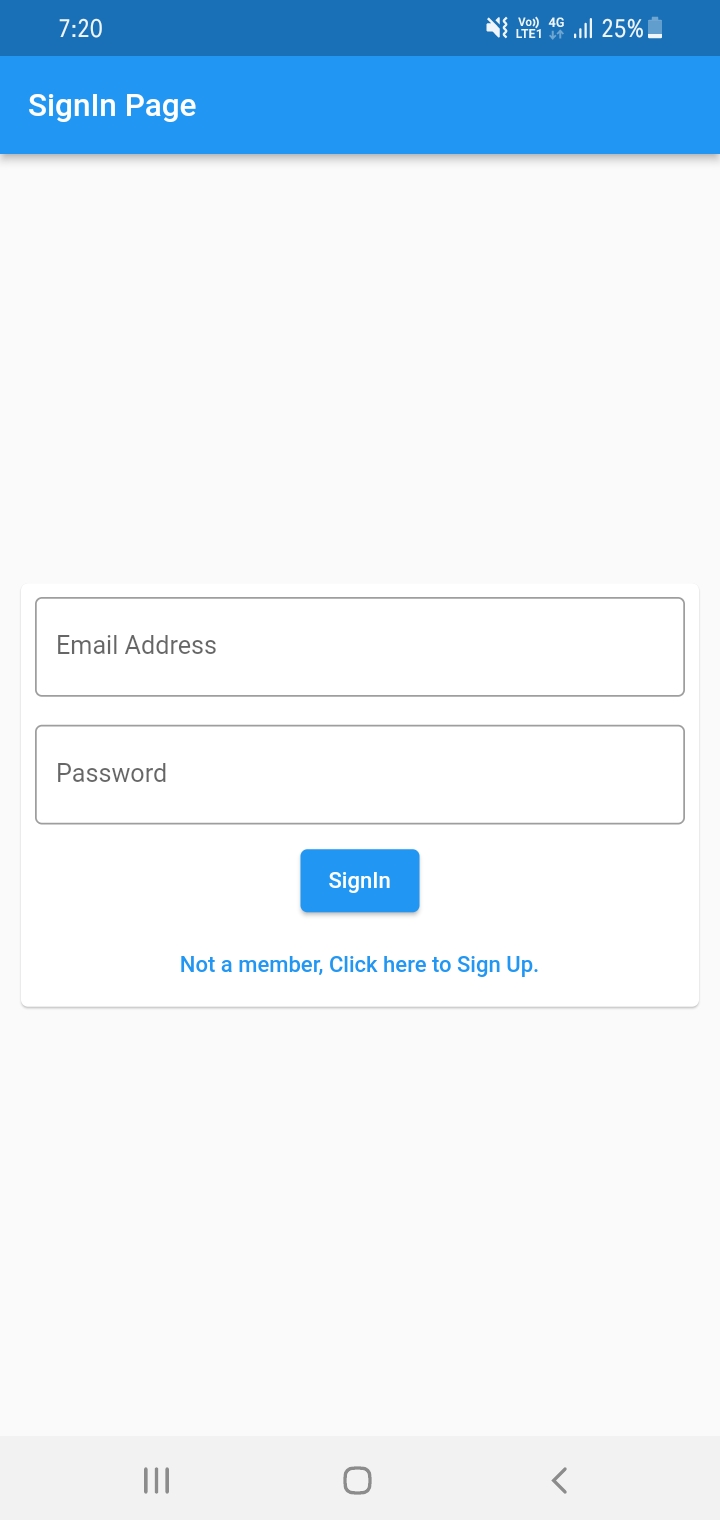 7:20 Vo)) LTE1 4G 25%
SignIn Page
Email Address
Password
SignIn
Not a member, Click here to Sign Up.